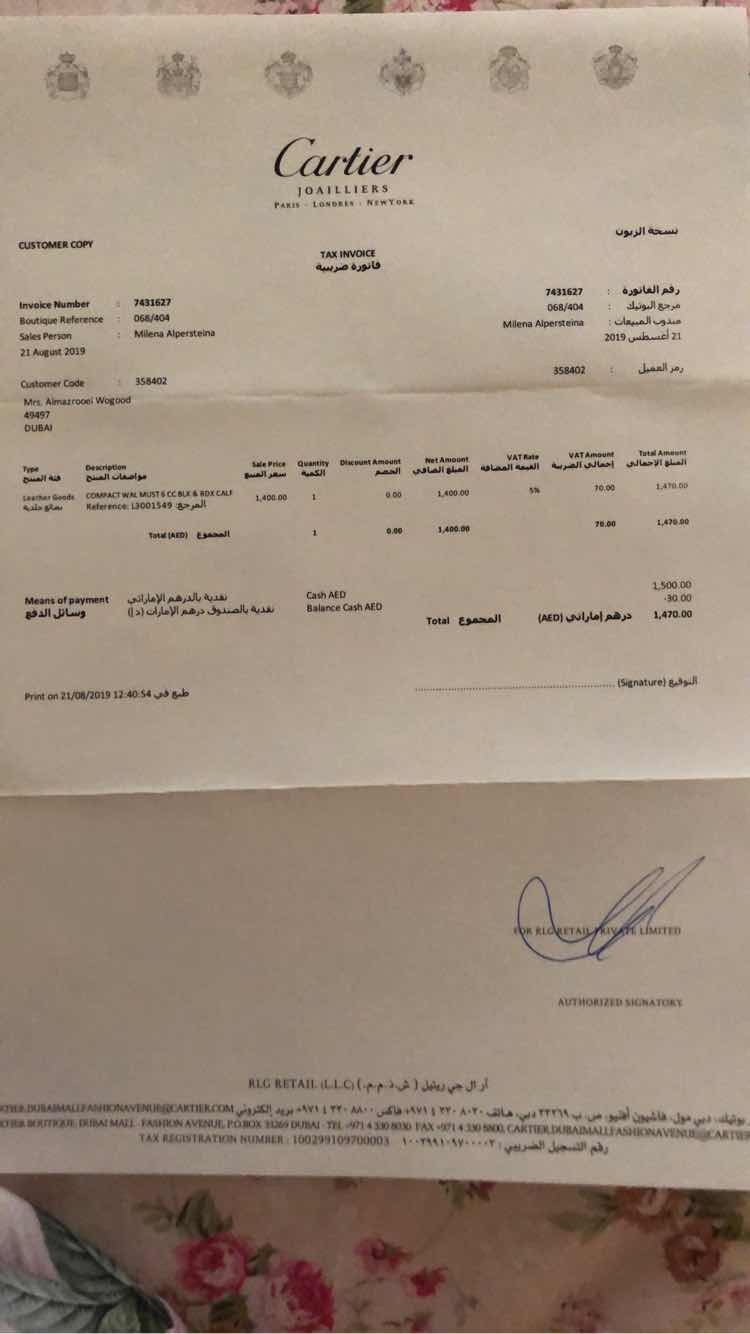 Cartier
JOAILLIERS
PARIS - LONDRES - NEWYORK
CUSTOMER COPY
نسخة الزبون
TAX INVOICE
فاتورة ضريبية
Invoice Number : 7431627
Boutique Reference : 068/404
Sales Person : Milena Alpersteina
21 August 2019
رقم الفاتورة : 7431627
مرجع البوتيك : 068/404
مندوب المبيعات : Milena Alpersteina
21 أغسطس 2019
Customer Code : 358402
رمز العميل : 358402
Mrs. Almazrooei Wogood
49497
DUBAI
Type Description Sale Price Quantity Discount Amount Net Amount VAT Rate VAT Amount Total Amount
فئة المنتج مواصفات المنتج سعر المبيع الكمية الخصم المبلغ الصافي القيمة المضافة إجمالي الضريبة المبلغ الإجمالي
Leather Goods COMPACT WAL MUST 6 CC BLK & RDX CALF 1,400.00 1 0.00 1,400.00 5% 70.00 1,470.00
بضائع جلدية Reference: L3001549 :المرجع
Total (AED) المجموع 1 0.00 1,400.00 70.00 1,470.00
Means of payment نقدية بالدرهم الإماراتي Cash AED 1,500.00
وسائل الدفع نقدية بالصندوق درهم الإمارات (د إ) Balance Cash AED -30.00
Total المجموع (AED) درهم إماراتي 1,470.00
Print on 21/08/2019 12:40:54 طبع في
(Signature) التوقيع
FOR RLG RETAIL PRIVATE LIMITED
AUTHORIZED SIGNATORY
RLG RETAIL (L.L.C) (.ار ال جي ريتيل ( ش.ذ.م.م
بوتيك، دبي مول، فاشيون أفنيو، ص. ب ٣٣٢٦٩ دبي، هاتف ٨٠٣٠ ٣٣٠ ٤ ٩٧١+ فاكس ٨٨٠٠ ٣٣٠ ٤ ٩٧١+ بريد إلكتروني CARTIER.DUBAIMALLFASHIONAVENUE@CARTIER.COM
BOUTIQUE DUBAI MALL - FASHION AVENUE, P.O.BOX 33269 DUBAI - TEL +971 4 330 8030 FAX +971 4 330 8800, CARTIER.DUBAIMALLFASHIONAVENUE@CARTIER
TAX REGISTRATION NUMBER : 100299109700003 رقم التسجيل الضريبي : ١٠٠٢٩٩١٠٩٧٠٠٠٠٣